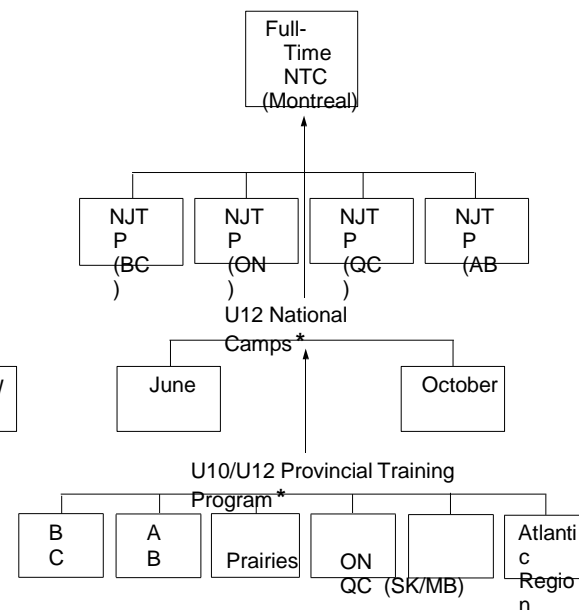 Full-
Time
NTC
(Montreal)
NJT
P
(BC
)
NJT
P
(ON
)
NJT
P
(QC
)
NJT
P
(AB
U12 National
Camps *
June
October
U10/U12 Provincial Training
Program *
B
C
A
B
Prairies
ON
QC (SK/MB)
Atlanti
c
Regio
n